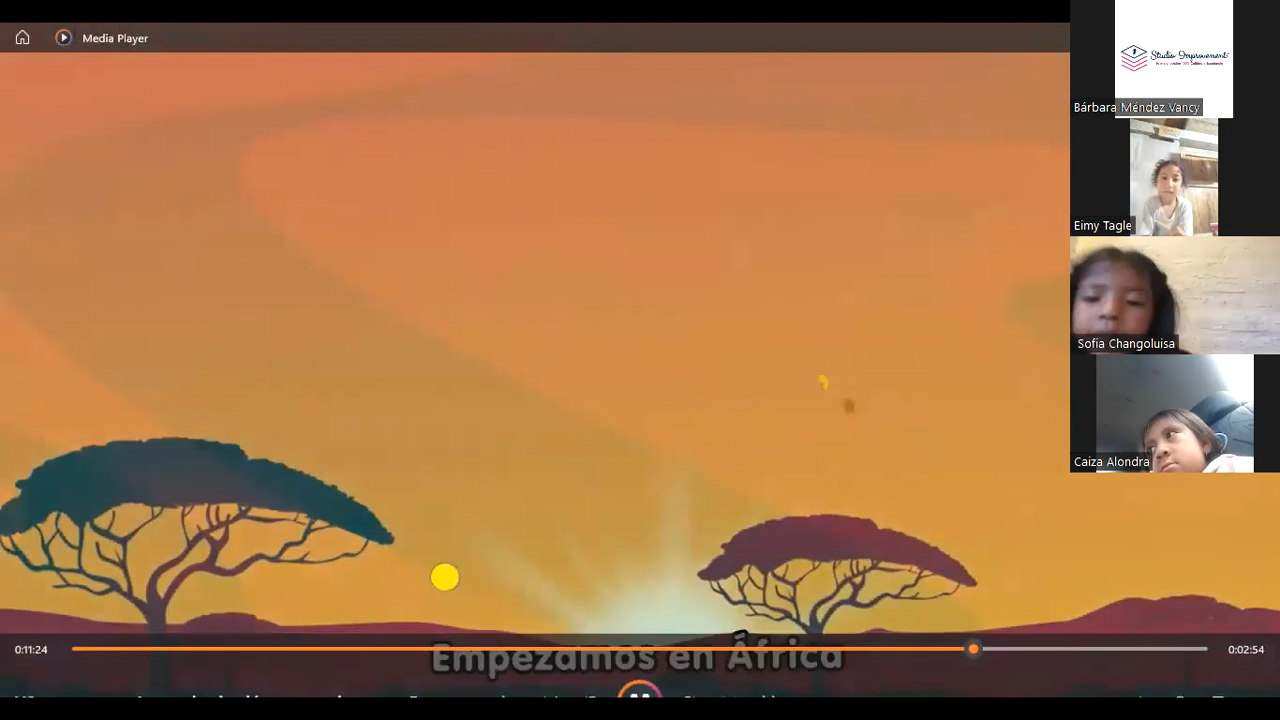 Media Player
Studio Improvement
Bárbara Méndez Vancy
Eimy Tagle
Sofia Changoluisa
Caiza Alondra
0:11:24
Empezamos en África
0:02:54